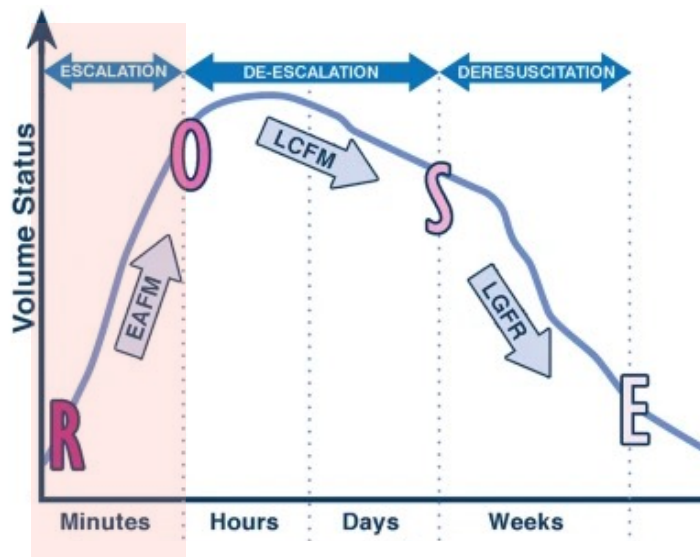 ESCALATION DE-ESCALATION DERESUSCITATION
Volume Status
R
EAFM
O
LCFM
S
LGFR
E
Minutes Hours Days Weeks